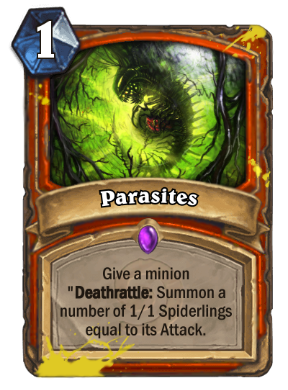 1
Parasites
Give a minion
"Deathrattle: Summon a
number of 1/1 Spiderlings
equal to its Attack.